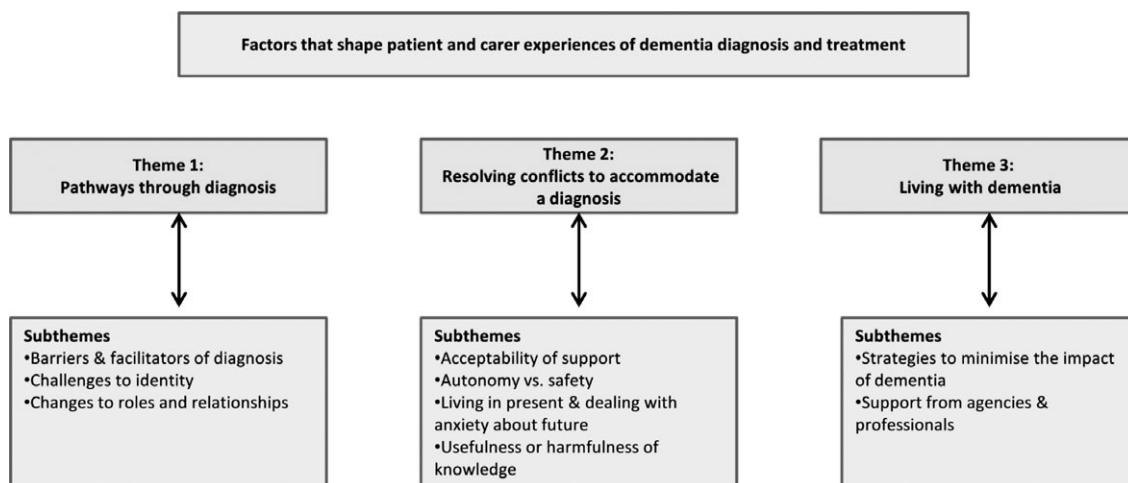 Factors that shape patient and carer experiences of dementia diagnosis and treatment
Theme 1:
Pathways through diagnosis
Theme 2:
Resolving conflicts to accommodate
a diagnosis
Theme 3:
Living with dementia
Subthemes
•Barriers & facilitators of diagnosis
•Challenges to identity
•Changes to roles and relationships
Subthemes
•Acceptability of support
•Autonomy vs. safety
•Living in present & dealing with
anxiety about future
•Usefulness or harmfulness of
knowledge
Subthemes
•Strategies to minimise the impact
of dementia
•Support from agencies &
professionals